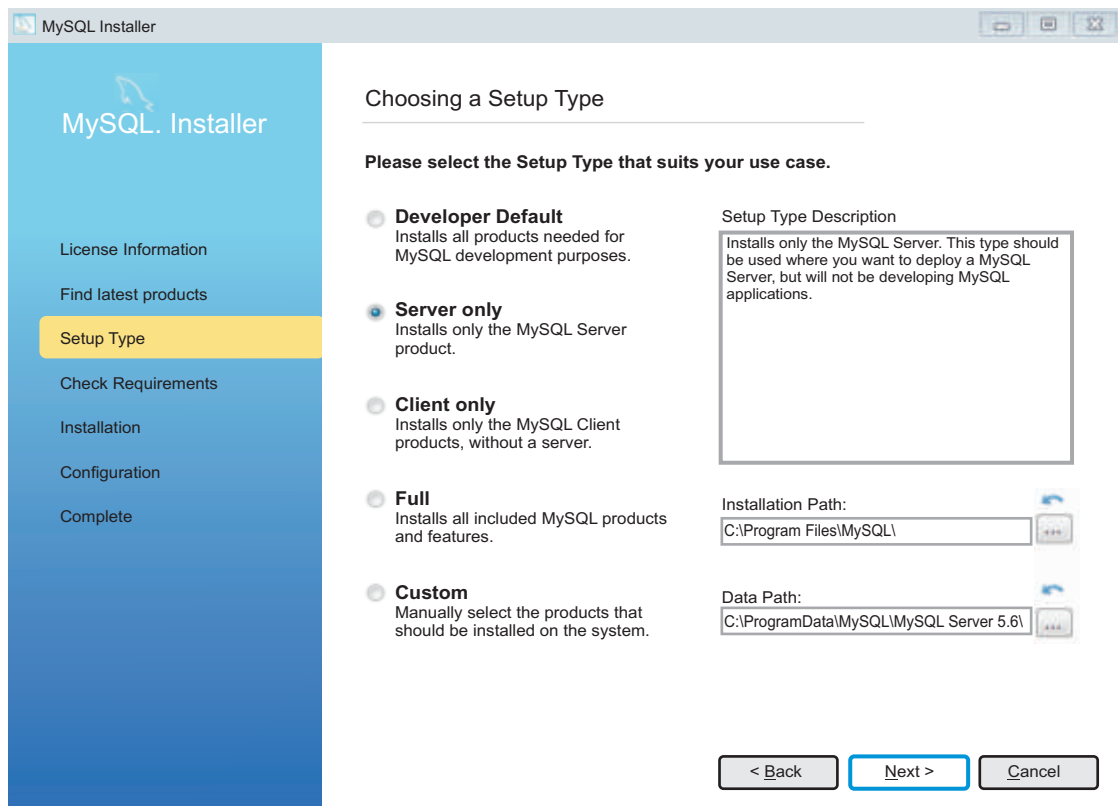 MySQL Installer
MySQL. Installer
License Information
Find latest products
Setup Type
Check Requirements
Installation
Configuration
Complete
Choosing a Setup Type
Please select the Setup Type that suits your use case.
Developer Default
Installs all products needed for
MySQL development purposes.
Server only
Installs only the MySQL Server
product.
Client only
Installs only the MySQL Client
products, without a server.
Full
Installs all included MySQL products
and features.
Custom
Manually select the products that
should be installed on the system.
Setup Type Description
Installs only the MySQL Server. This type should
be used where you want to deploy a MySQL
Server, but will not be developing MySQL
applications.
Installation Path:
C:\Program Files\MySQL\
...
Data Path:
C:\ProgramData\MySQL\MySQL Server 5.6\
...
< Back
Next >
Cancel